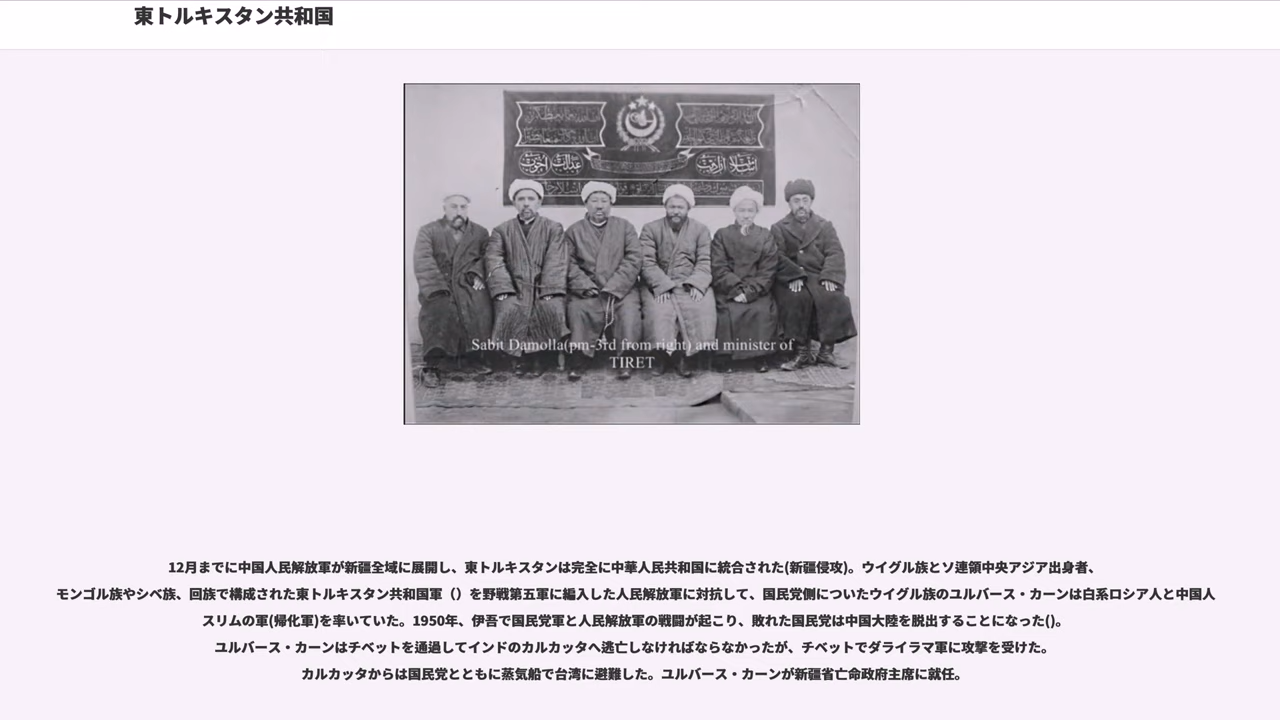 東トルキスタン共和国
Sabit Damolla(pm-3rd from right) and minister of
TIRET
12月までに中国人民解放軍が新疆全域に展開し、東トルキスタンは完全に中華人民共和国に統合された(新疆侵攻)。ウイグル族とソ連領中央アジア出身者、
モンゴル族やシベ族、回族で構成された東トルキスタン共和国軍（）を野戦第五軍に編入した人民解放軍に対抗して、国民党側についたウイグル族のユルバース・カーンは白系ロシア人と中国人
スリムの軍(帰化軍)を率いていた。1950年、伊吾で国民党軍と人民解放軍の戦闘が起こり、敗れた国民党は中国大陸を脱出することになった()。
ユルバース・カーンはチベットを通過してインドのカルカッタへ逃亡しなければならなかったが、チベットでダライラマ軍に攻撃を受けた。
カルカッタからは国民党とともに蒸気船で台湾に避難した。ユルバース・カーンが新疆省亡命政府主席に就任。